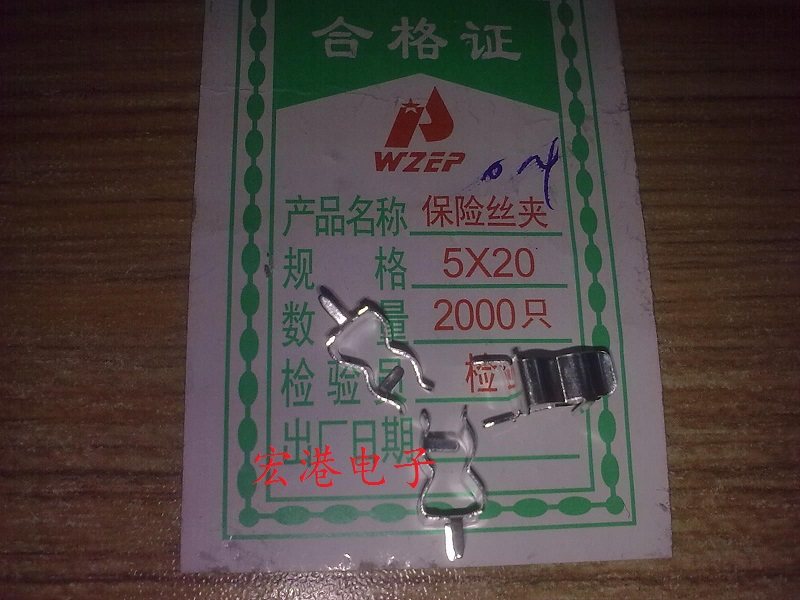 合格证
WZEP
产品名称 保险丝夹
规格 5X20
数量 2000只
检验员 检
出厂日期
宏港电子